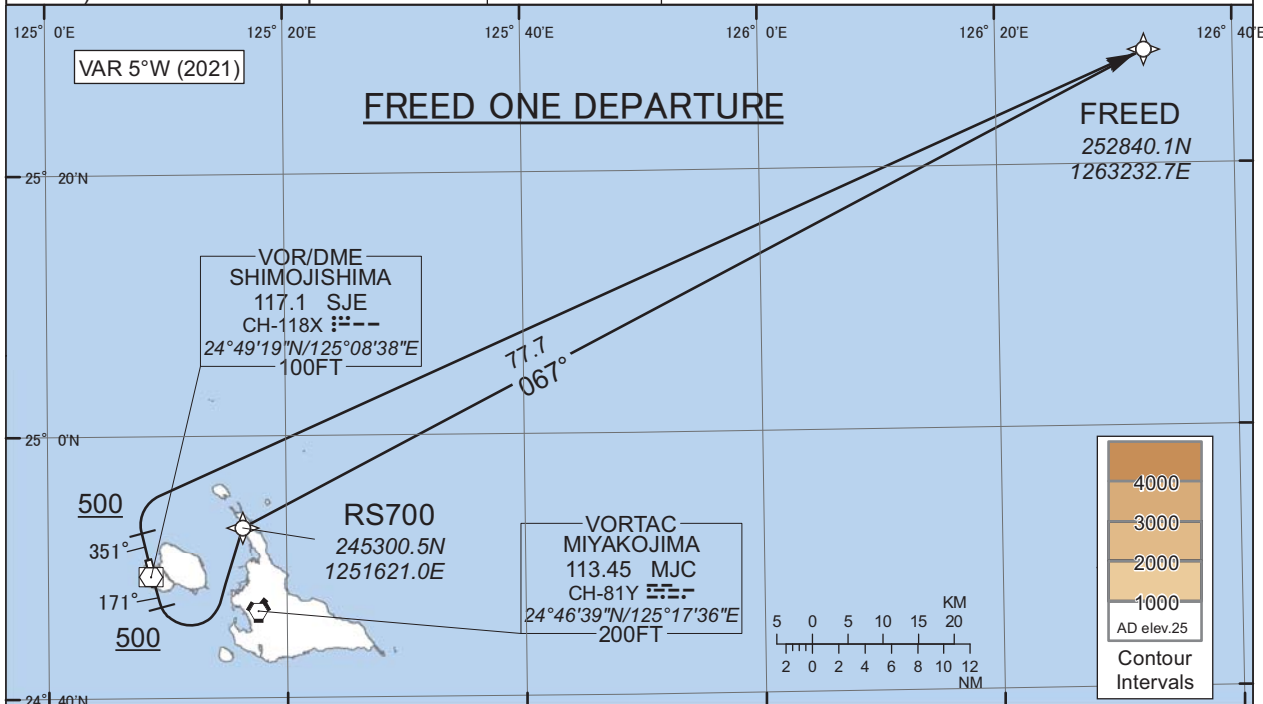 125° 0'E
125° 20'E
125° 40'E
126° 0'E
126° 20'E
126° 40'E
VAR 5°W (2021)
FREED ONE DEPARTURE
FREED
252840.1N
1263232.7E
25° 20'N
VOR/DME
SHIMOJISHIMA
117.1 SJE
CH-118X
24°49'19"N/125°08'38"E
100FT
77.7
067°
25° 0'N
500
351°
171°
500
RS700
245300.5N
1251621.0E
VORTAC
MIYAKOJIMA
113.45 MJC
CH-81Y
24°46'39"N/125°17'36"E
200FT
KM
5 0 5 10 15 20
2 0 2 4 6 8 10 12
NM
4000
3000
2000
1000
AD elev.25
Contour
Intervals
24° 40'N